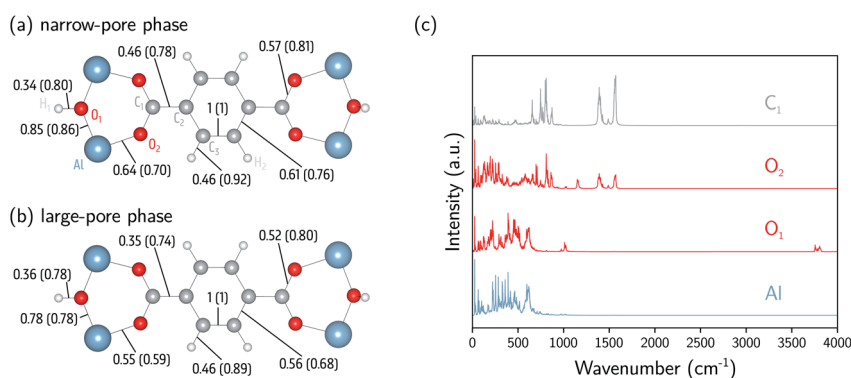 (a) narrow-pore phase
0.46 (0.78)
0.57 (0.81)
0.34 (0.80)
H1
O1
C1
C2
1 (1)
0.85 (0.86)
O2
C3
Al
0.64 (0.70)
H2
0.46 (0.92)
0.61 (0.76)
(b) large-pore phase
0.35 (0.74)
0.52 (0.80)
0.36 (0.78)
1 (1)
0.78 (0.78)
0.55 (0.59)
0.46 (0.89)
0.56 (0.68)
(c)
Intensity (a.u.)
C1
O2
O1
Al
0 500 1000 1500 2000 2500 3000 3500 4000
Wavenumber (cm⁻¹)